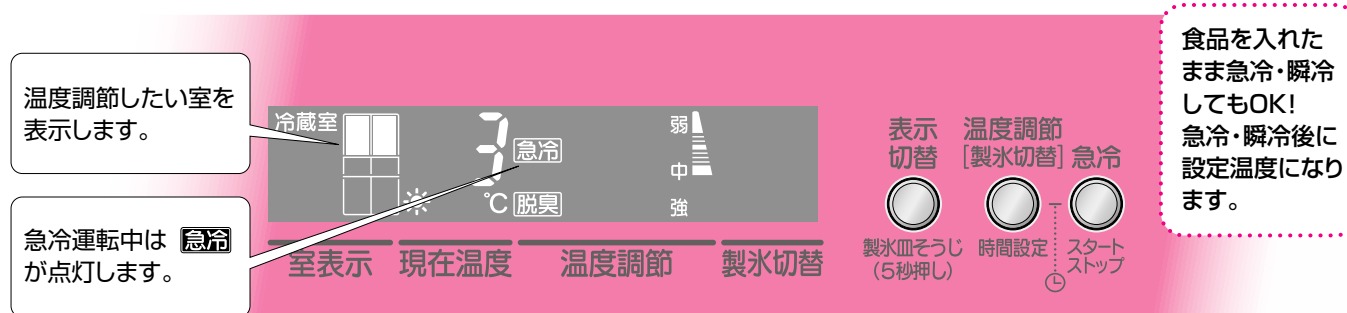 温度調節したい室を
表示します。
急冷運転中は 急冷
が点灯します。
冷蔵室
3
急冷
℃ 脱臭
弱
中
強
室表示 現在温度 温度調節 製氷切替
表示
切替
温度調節
[製氷切替]
急冷
製氷皿そうじ
(5秒押し)
時間設定
スタート
ストップ
食品を入れた
まま急冷・瞬冷
してもOK!
急冷・瞬冷後に
設定温度になり
ます。